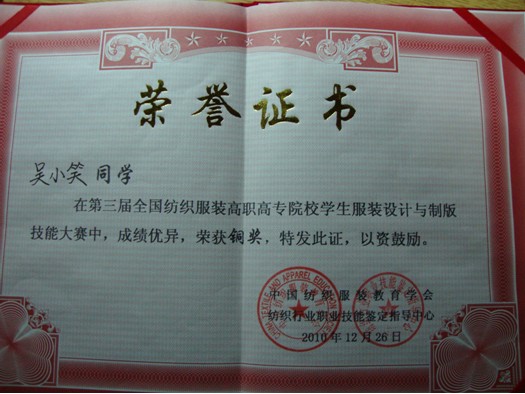 荣誉证书
吴小笑 同学
在第三届全国纺织服装高职高专院校学生服装设计与制版
技能大赛中，成绩优异，荣获铜奖，特发此证，以资鼓励。
中国纺织服装教育学会
纺织行业职业技能鉴定指导中心
2010年12月26日